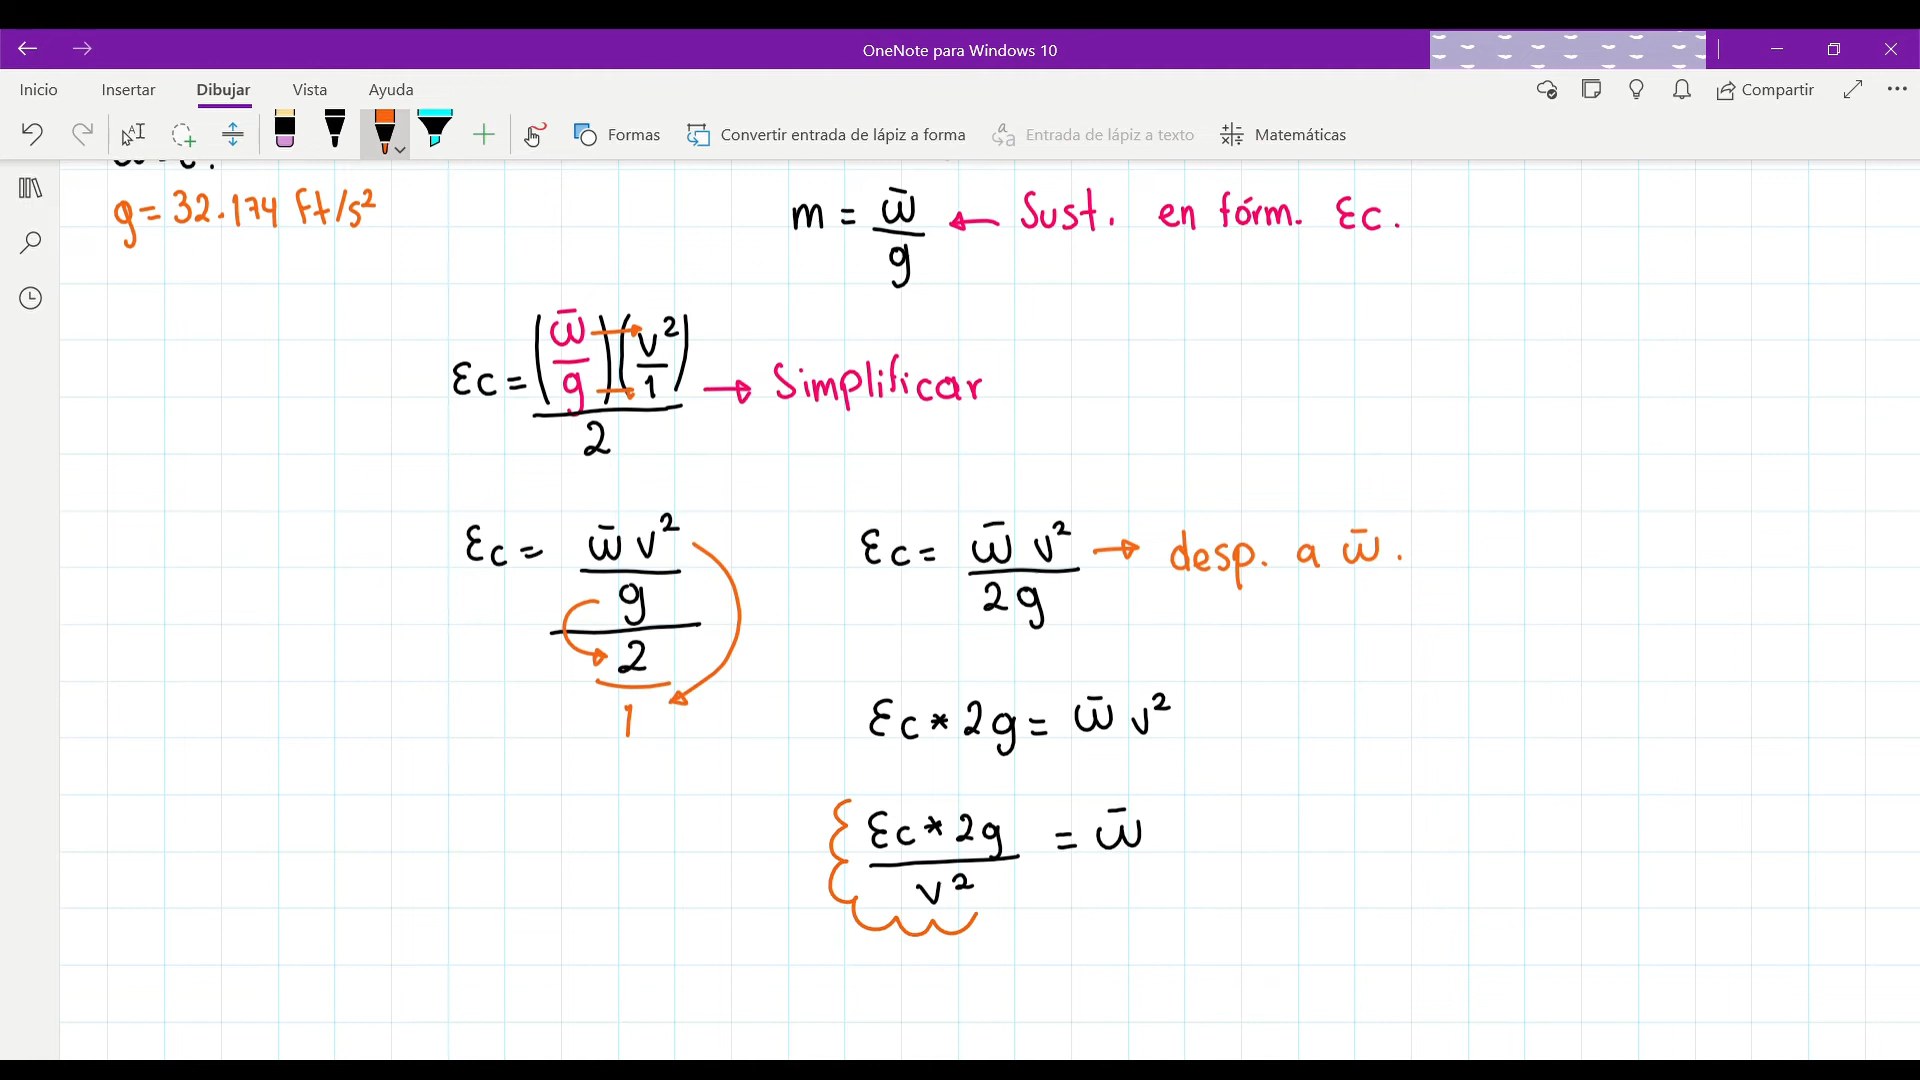 OneNote para Windows 10
Inicio Insertar Dibujar Vista Ayuda Compartir
Formas Convertir entrada de lápiz a forma Entrada de lápiz a texto Matemáticas
g = 32.174 Ft/s²
m = ω̄/g ← Sust. en fórm. Ec.
Ec = (ω̄/g)(v²/1)/2 → Simplificar
Ec = ω̄ v²/g/2
1
Ec = ω̄ v²/2g → desp. a ω̄.
Ec * 2g = ω̄ v²
Ec * 2g/v² = ω̄